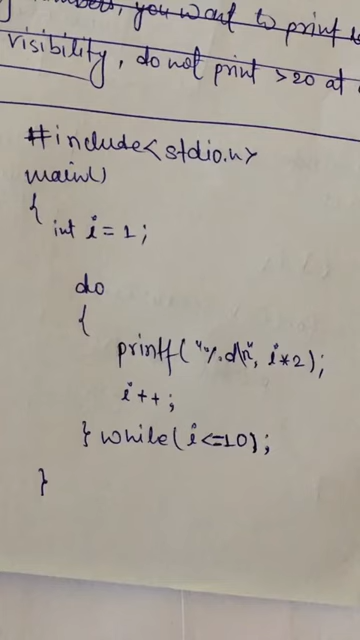 numbers, you want to print
visibility, do not print >20 at
#include<stdio.h>
main()
{
int i=1;
do
{
printf("%d\n", i*2);
i++;
} while(i<=10);
}